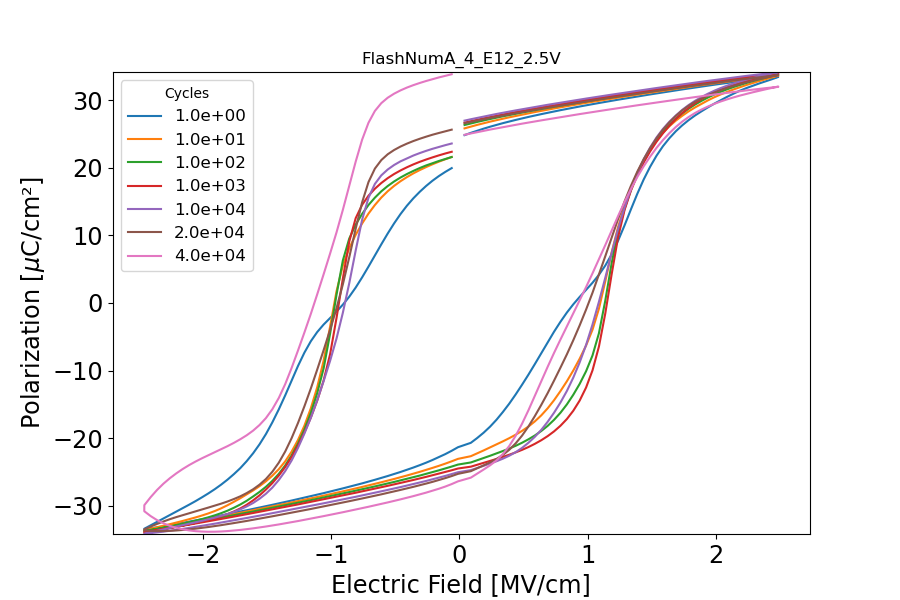 FlashNumA_4_E12_2.5V
Cycles
1.0e+00
1.0e+01
1.0e+02
1.0e+03
1.0e+04
2.0e+04
4.0e+04
Polarization [μC/cm²]
30
20
10
0
−10
−20
−30
−2
−1
0
1
2
Electric Field [MV/cm]